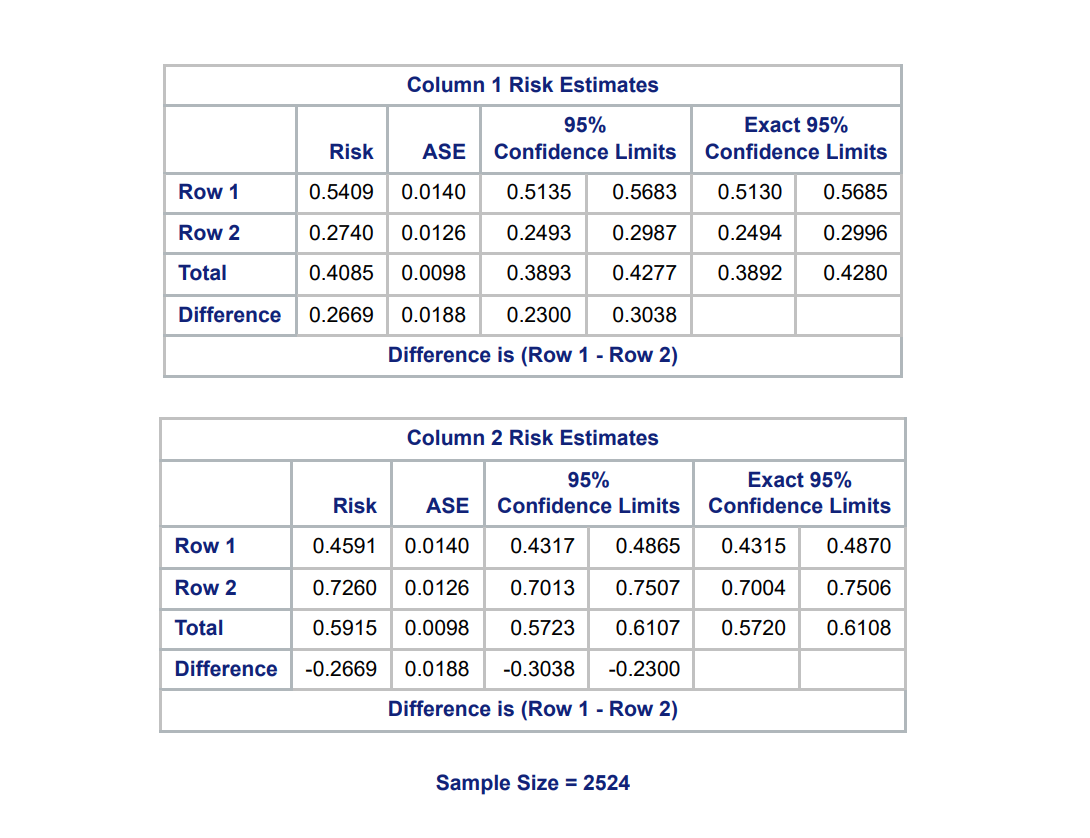 Column 1 Risk Estimates
Risk ASE 95% Confidence Limits Exact 95% Confidence Limits
Row 1 0.5409 0.0140 0.5135 0.5683 0.5130 0.5685
Row 2 0.2740 0.0126 0.2493 0.2987 0.2494 0.2996
Total 0.4085 0.0098 0.3893 0.4277 0.3892 0.4280
Difference 0.2669 0.0188 0.2300 0.3038
Difference is (Row 1 - Row 2)
Column 2 Risk Estimates
Risk ASE 95% Confidence Limits Exact 95% Confidence Limits
Row 1 0.4591 0.0140 0.4317 0.4865 0.4315 0.4870
Row 2 0.7260 0.0126 0.7013 0.7507 0.7004 0.7506
Total 0.5915 0.0098 0.5723 0.6107 0.5720 0.6108
Difference -0.2669 0.0188 -0.3038 -0.2300
Difference is (Row 1 - Row 2)
Sample Size = 2524